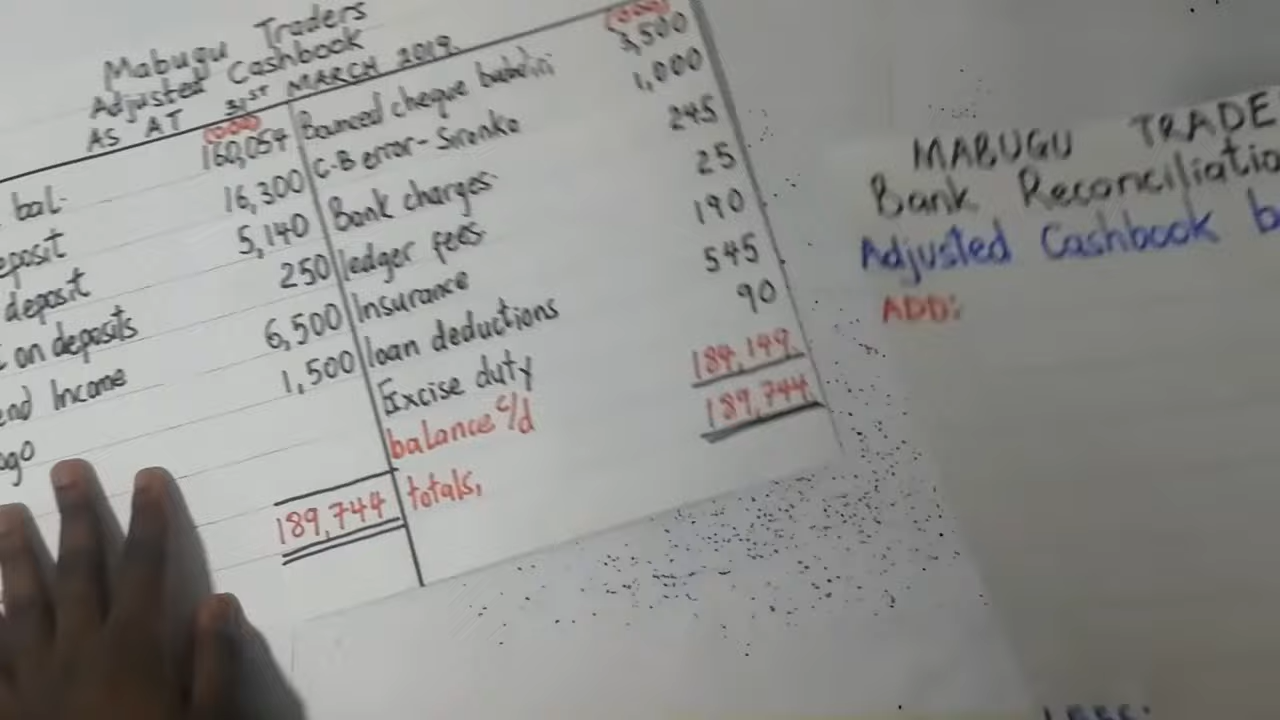 Mabugu Traders
Adjusted Cashbook
AS AT 31ST MARCH 2019.
(000)
bal- 160,054
eposit 16,300
deposit 5,140
on deposits 250
end Income 6,500
ogo 1,500
189,744
(000)
Bounced cheque 3,500
C-B error- Sironko 1,000
Bank charges 245
ledger fees 25
Insurance 190
loan deductions 545
Excise duty 90
balance c/d 184,149
totals, 189,744
MABUGU TRADE
Bank Reconciliatio
Adjusted Cashbook b
ADD: